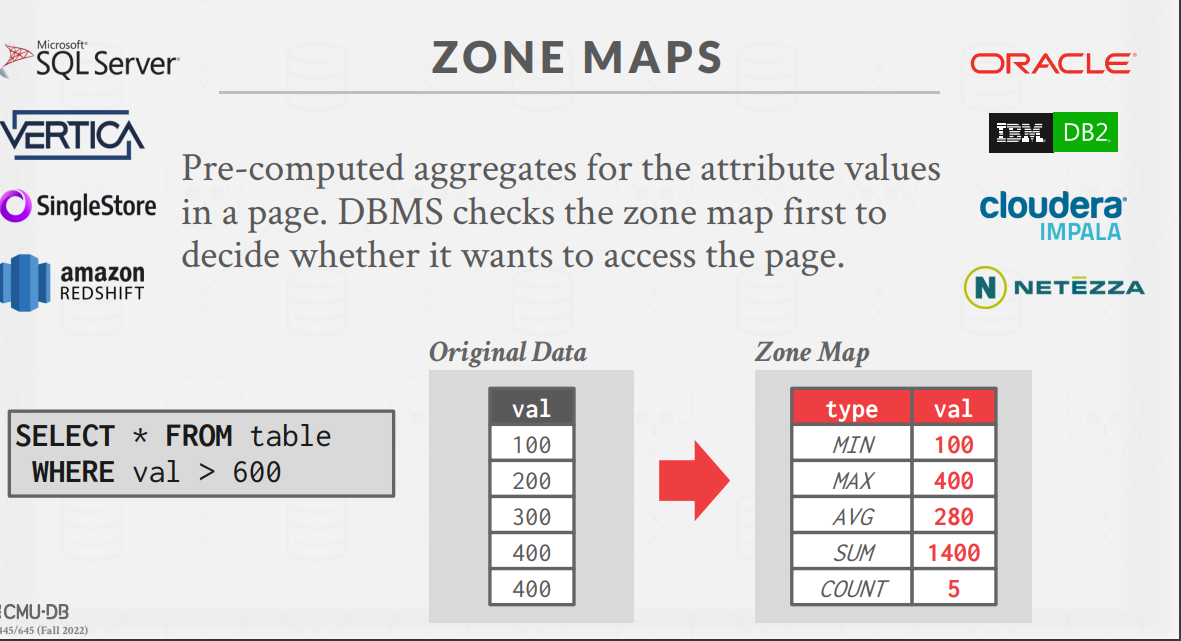 ZONE MAPS
Microsoft®
SQL Server®
VERTICA
SingleStore
amazon
REDSHIFT
ORACLE®
IBM DB2
cloudera®
IMPALA
N NETEZZA
Pre-computed aggregates for the attribute values
in a page. DBMS checks the zone map first to
decide whether it wants to access the page.
SELECT * FROM table
WHERE val > 600
Original Data
val
100
200
300
400
400
Zone Map
type val
MIN 100
MAX 400
AVG 280
SUM 1400
COUNT 5
CMU·DB
445/645 (Fall 2022)